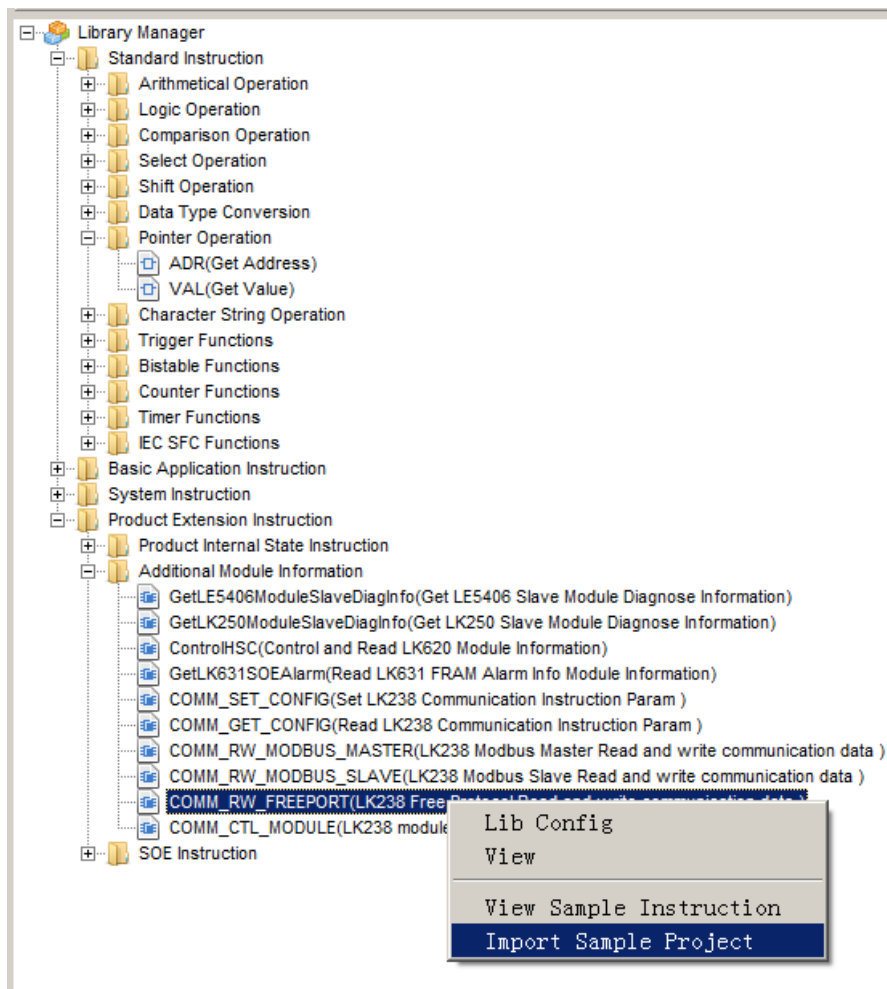 Library Manager
Standard Instruction
Arithmetical Operation
Logic Operation
Comparison Operation
Select Operation
Shift Operation
Data Type Conversion
Pointer Operation
ADR(Get Address)
VAL(Get Value)
Character String Operation
Trigger Functions
Bistable Functions
Counter Functions
Timer Functions
IEC SFC Functions
Basic Application Instruction
System Instruction
Product Extension Instruction
Product Internal State Instruction
Additional Module Information
GetLE5406ModuleSlaveDiagInfo(Get LE5406 Slave Module Diagnose Information)
GetLK250ModuleSlaveDiagInfo(Get LK250 Slave Module Diagnose Information)
ControlHSC(Control and Read LK620 Module Information)
GetLK631SOEAlarm(Read LK631 FRAM Alarm Info Module Information)
COMM_SET_CONFIG(Set LK238 Communication Instruction Param )
COMM_GET_CONFIG(Read LK238 Communication Instruction Param )
COMM_RW_MODBUS_MASTER(LK238 Modbus Master Read and write communication data )
COMM_RW_MODBUS_SLAVE(LK238 Modbus Slave Read and write communication data )
COMM_RW_FREEPORT(LK238 Free Protocol Read and write communication data )
COMM_CTL_MODULE(LK238 module
SOE Instruction
Lib Config
View
View Sample Instruction
Import Sample Project